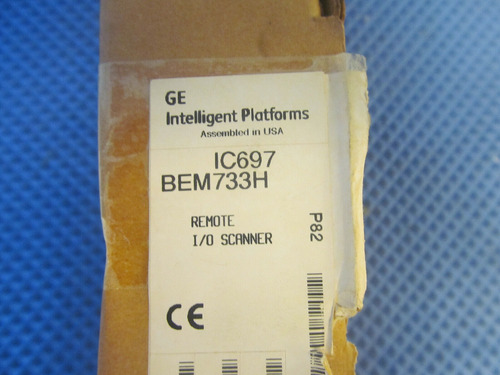 GE
Intelligent Platforms
Assembled in USA
IC697
BEM733H
REMOTE
I/O SCANNER
P82
CE